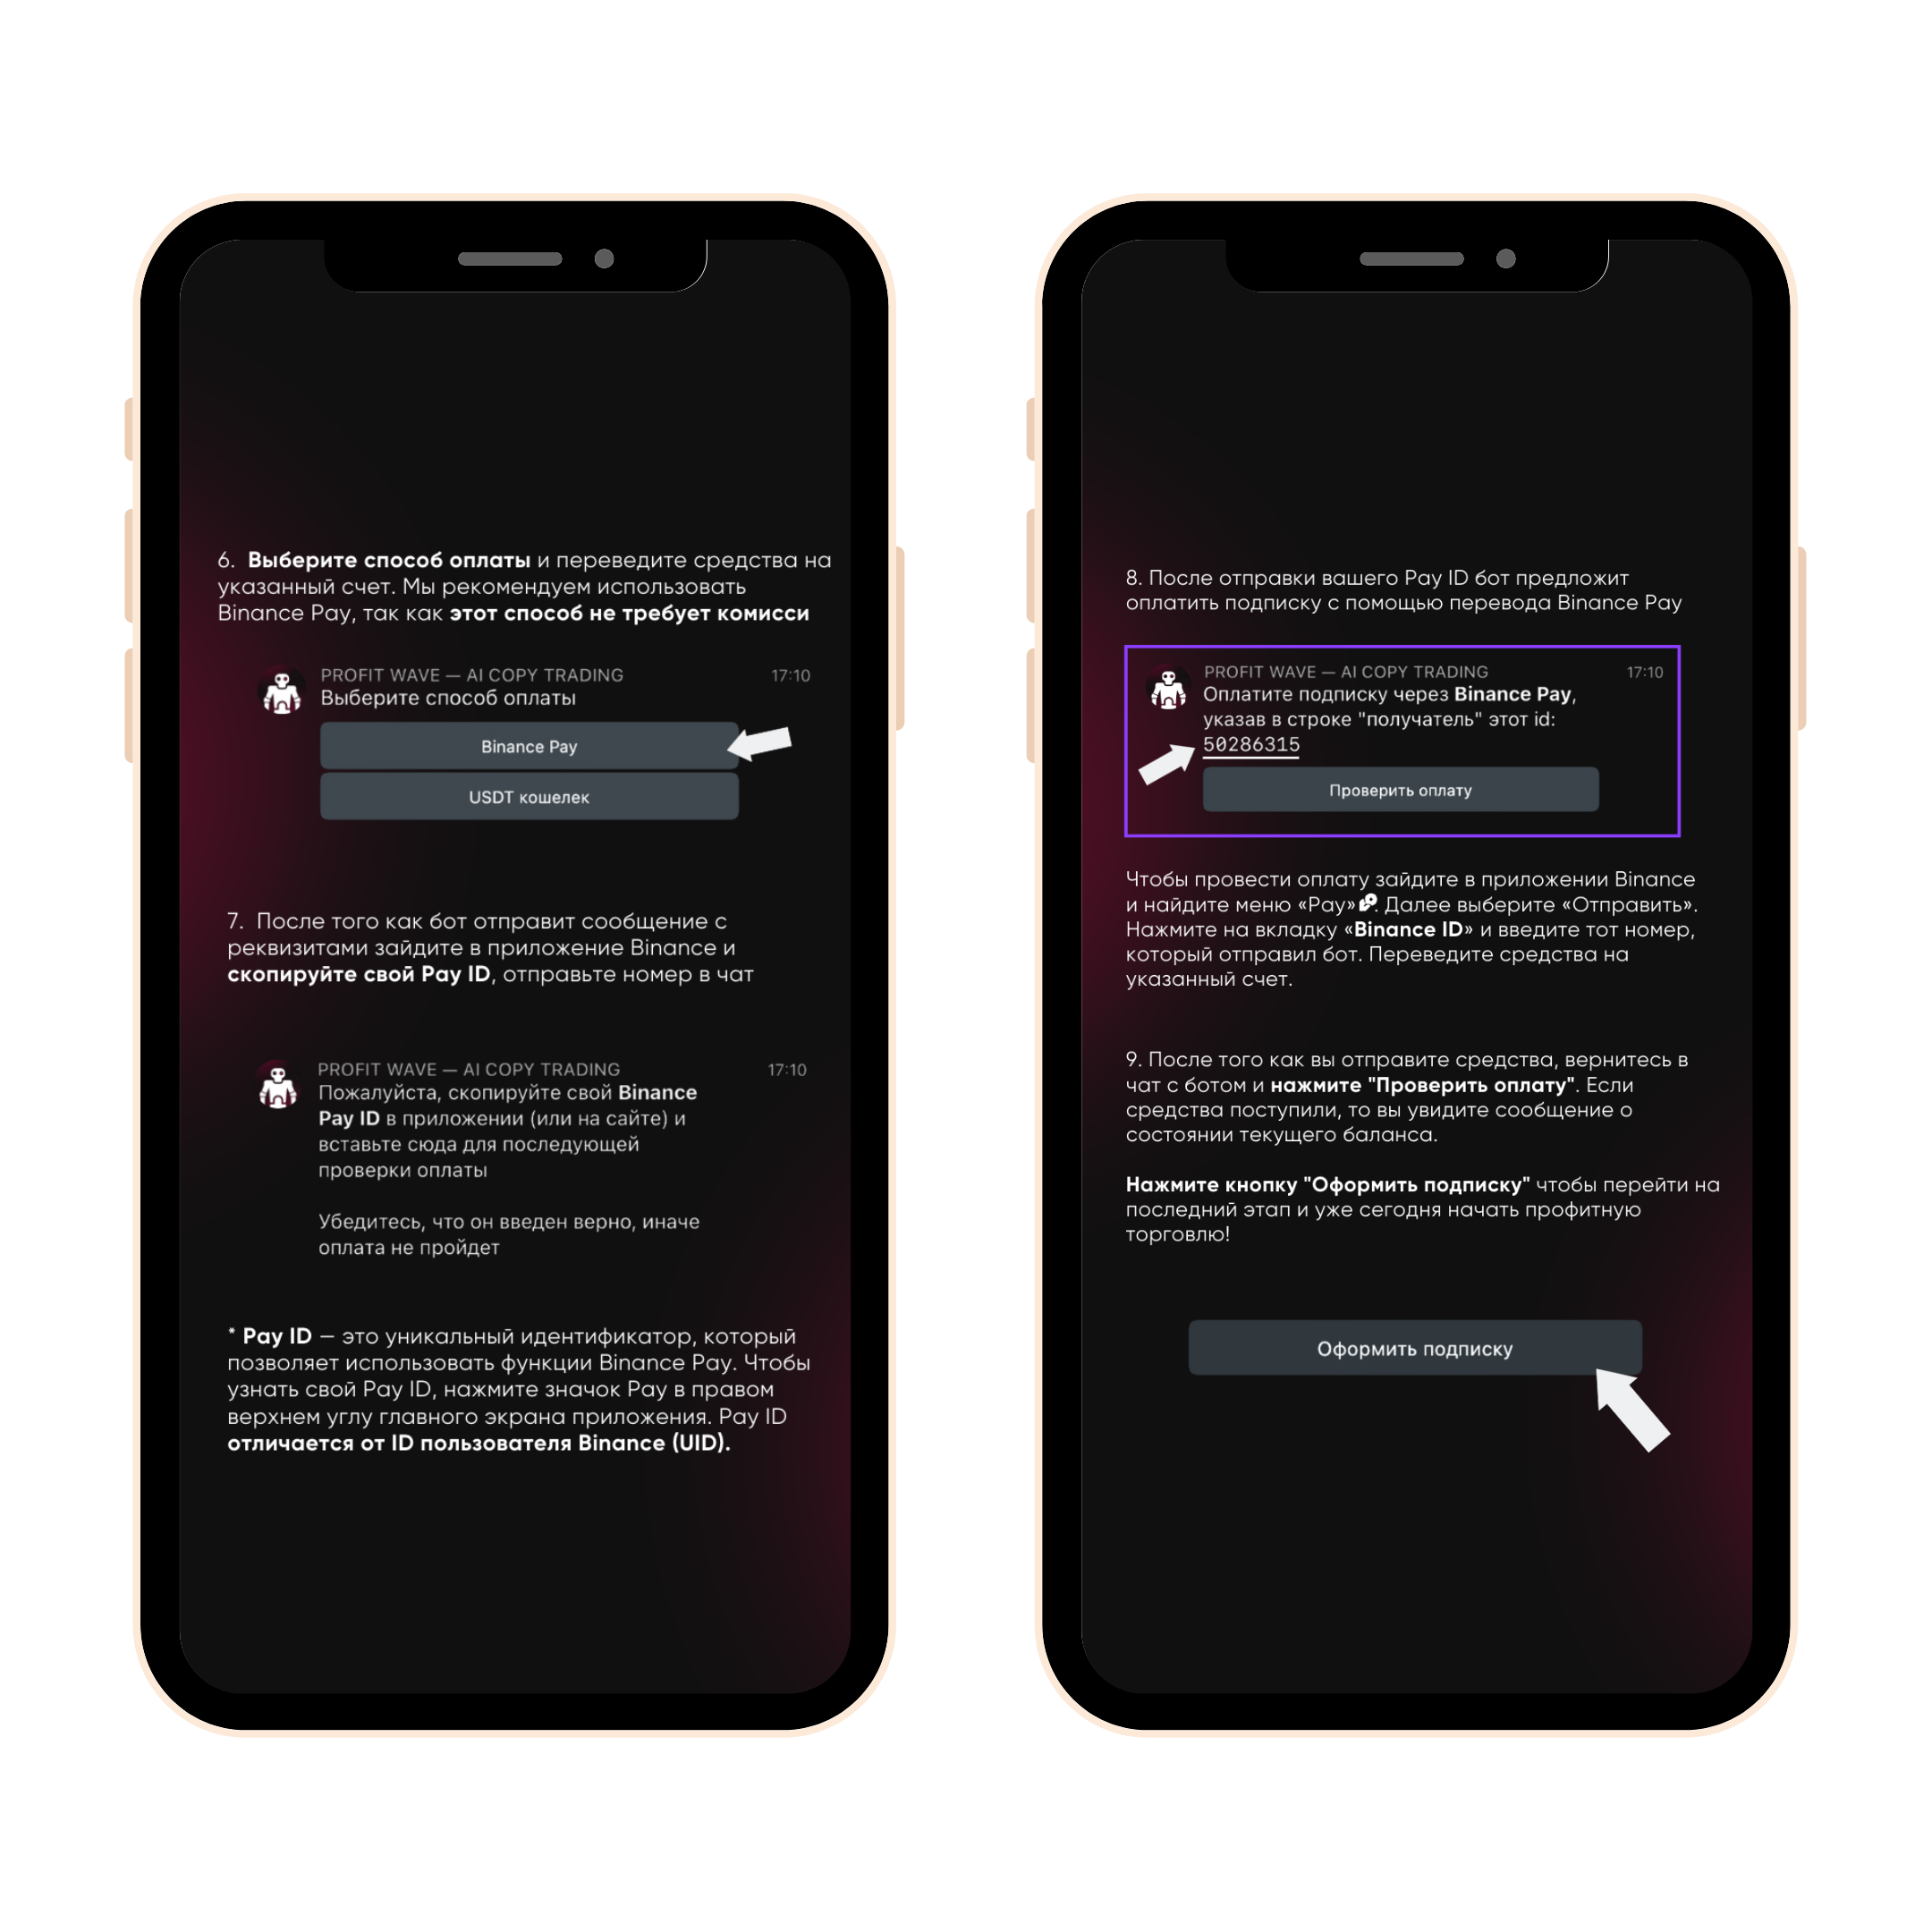 6. Выберите способ оплаты и переведите средства на
указанный счет. Мы рекомендуем использовать
Binance Pay, так как этот способ не требует комисси
PROFIT WAVE — AI COPY TRADING 17:10
Выберите способ оплаты
Binance Pay
USDT кошелек
7. После того как бот отправит сообщение с
реквизитами зайдите в приложение Binance и
скопируйте свой Pay ID, отправьте номер в чат
PROFIT WAVE — AI COPY TRADING 17:10
Пожалуйста, скопируйте свой Binance
Pay ID в приложении (или на сайте) и
вставьте сюда для последующей
проверки оплаты
Убедитесь, что он введен верно, иначе
оплата не пройдет
* Pay ID — это уникальный идентификатор, который
позволяет использовать функции Binance Pay. Чтобы
узнать свой Pay ID, нажмите значок Pay в правом
верхнем углу главного экрана приложения. Pay ID
отличается от ID пользователя Binance (UID).
8. После отправки вашего Pay ID бот предложит
оплатить подписку с помощью перевода Binance Pay
PROFIT WAVE — AI COPY TRADING 17:10
Оплатите подписку через Binance Pay,
указав в строке "получатель" этот id:
50286315
Проверить оплату
Чтобы провести оплату зайдите в приложении Binance
и найдите меню «Pay». Далее выберите «Отправить».
Нажмите на вкладку «Binance ID» и введите тот номер,
который отправил бот. Переведите средства на
указанный счет.
9. После того как вы отправите средства, вернитесь в
чат с ботом и нажмите "Проверить оплату". Если
средства поступили, то вы увидите сообщение о
состоянии текущего баланса.
Нажмите кнопку "Оформить подписку" чтобы перейти на
последний этап и уже сегодня начать профитную
торговлю!
Оформить подписку